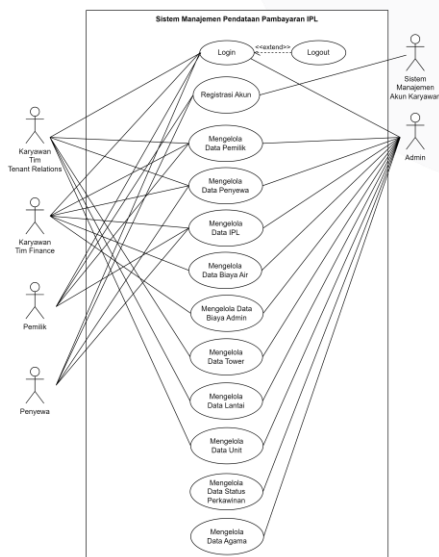 Sistem Manajemen Pendataan Pambayaran IPL
Login
<<extend>>
Logout
Registrasi Akun
Sistem
Manajemen
Akun Karyawan
Karyawan
Tim
Tenant Relations
Mengelola
Data Pemilik
Admin
Mengelola
Data Penyewa
Karyawan
Tim Finance
Mengelola
Data IPL
Mengelola
Data Biaya Air
Pemilik
Mengelola Data
Biaya Admin
Mengelola
Data Tower
Penyewa
Mengelola
Data Lantai
Mengelola
Data Unit
Mengelola
Data Status
Perkawinan
Mengelola
Data Agama